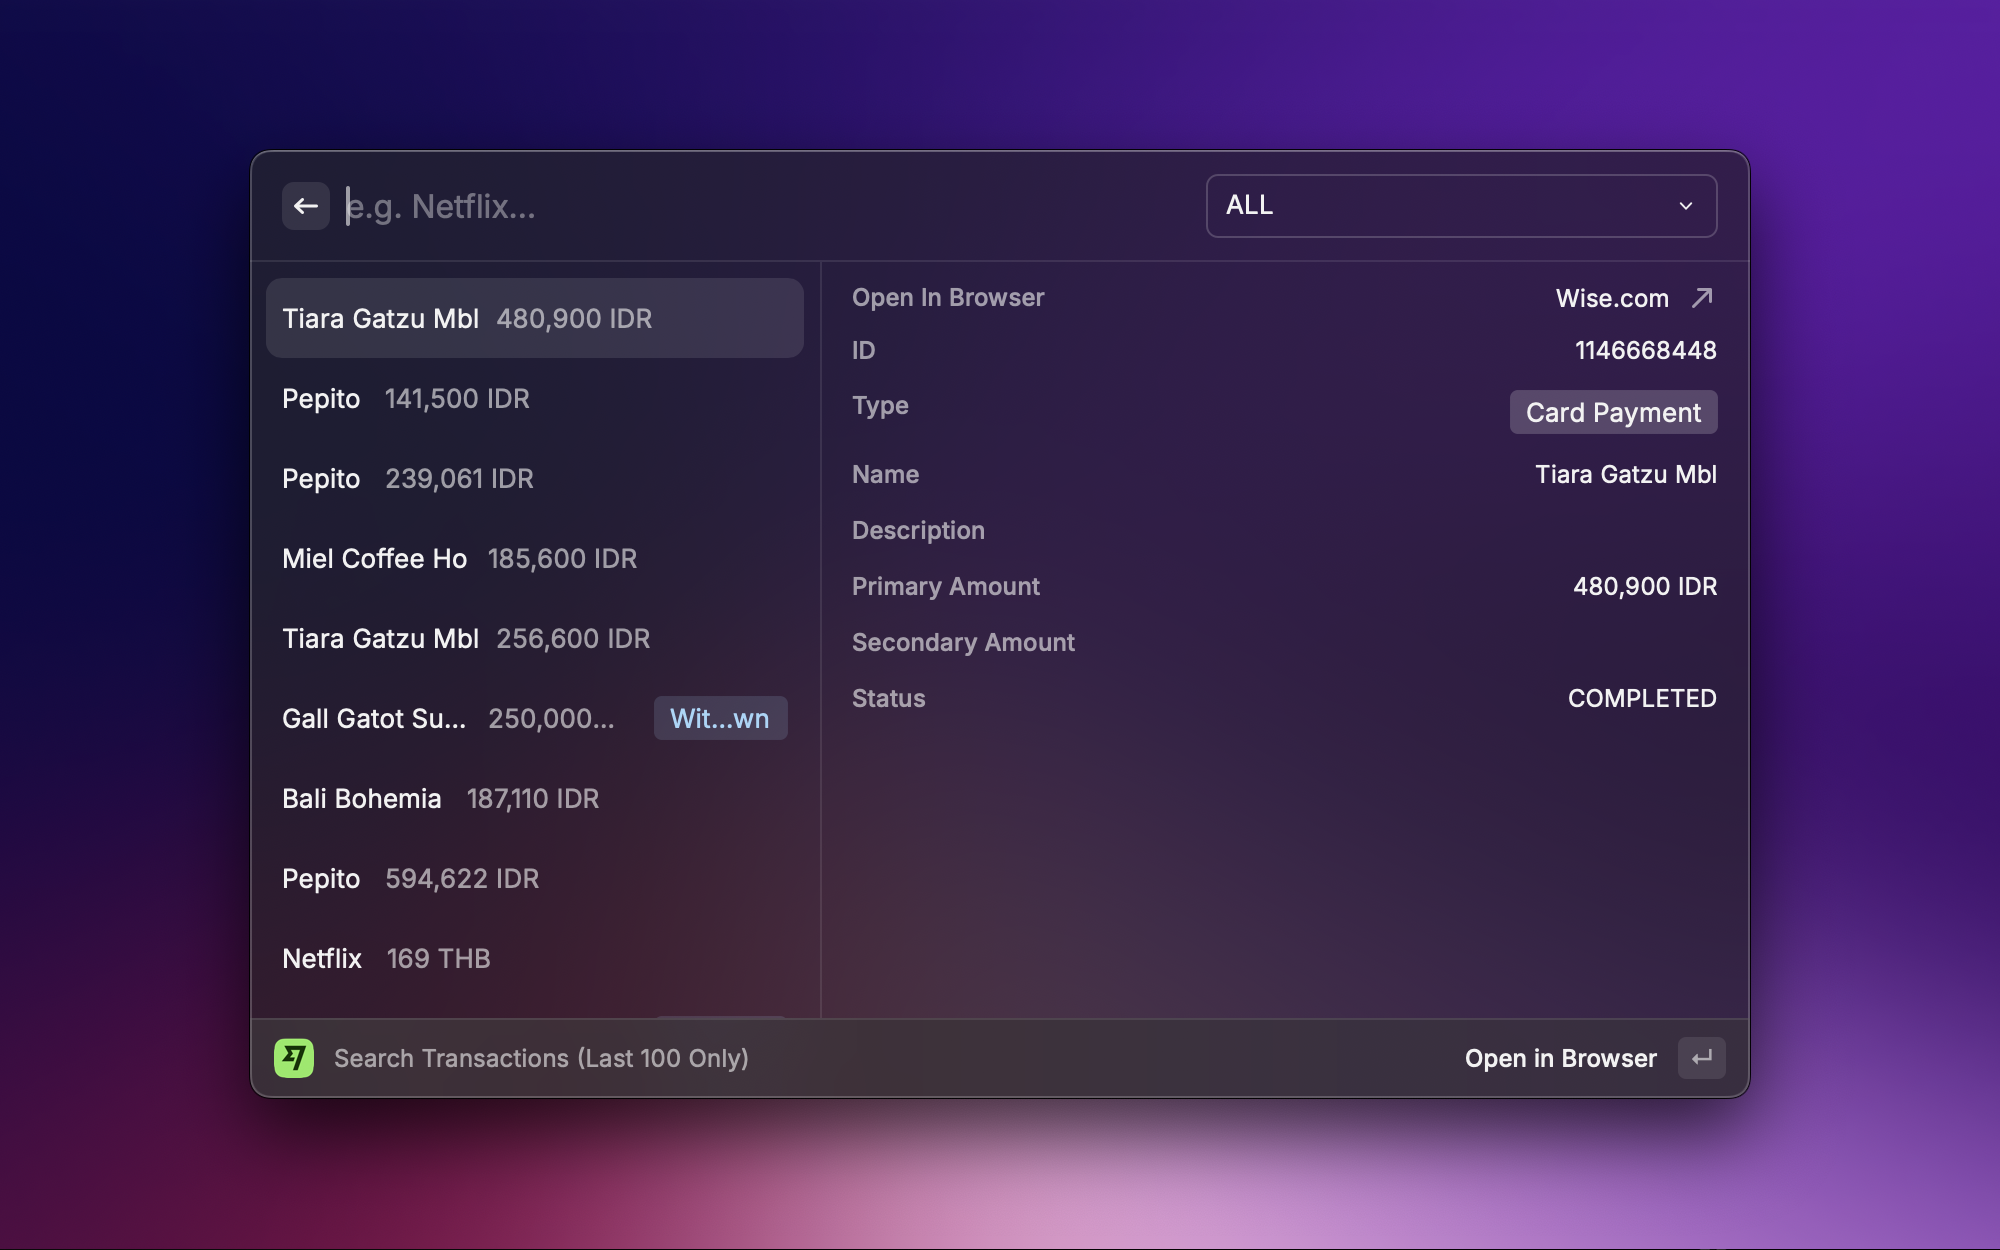 e.g. Netflix...
ALL
Tiara Gatzu Mbl 480,900 IDR
Pepito 141,500 IDR
Pepito 239,061 IDR
Miel Coffee Ho 185,600 IDR
Tiara Gatzu Mbl 256,600 IDR
Gall Gatot Su... 250,000... Wit...wn
Bali Bohemia 187,110 IDR
Pepito 594,622 IDR
Netflix 169 THB
Open In Browser Wise.com
ID 1146668448
Type Card Payment
Name Tiara Gatzu Mbl
Description
Primary Amount 480,900 IDR
Secondary Amount
Status COMPLETED
Search Transactions (Last 100 Only)
Open in Browser